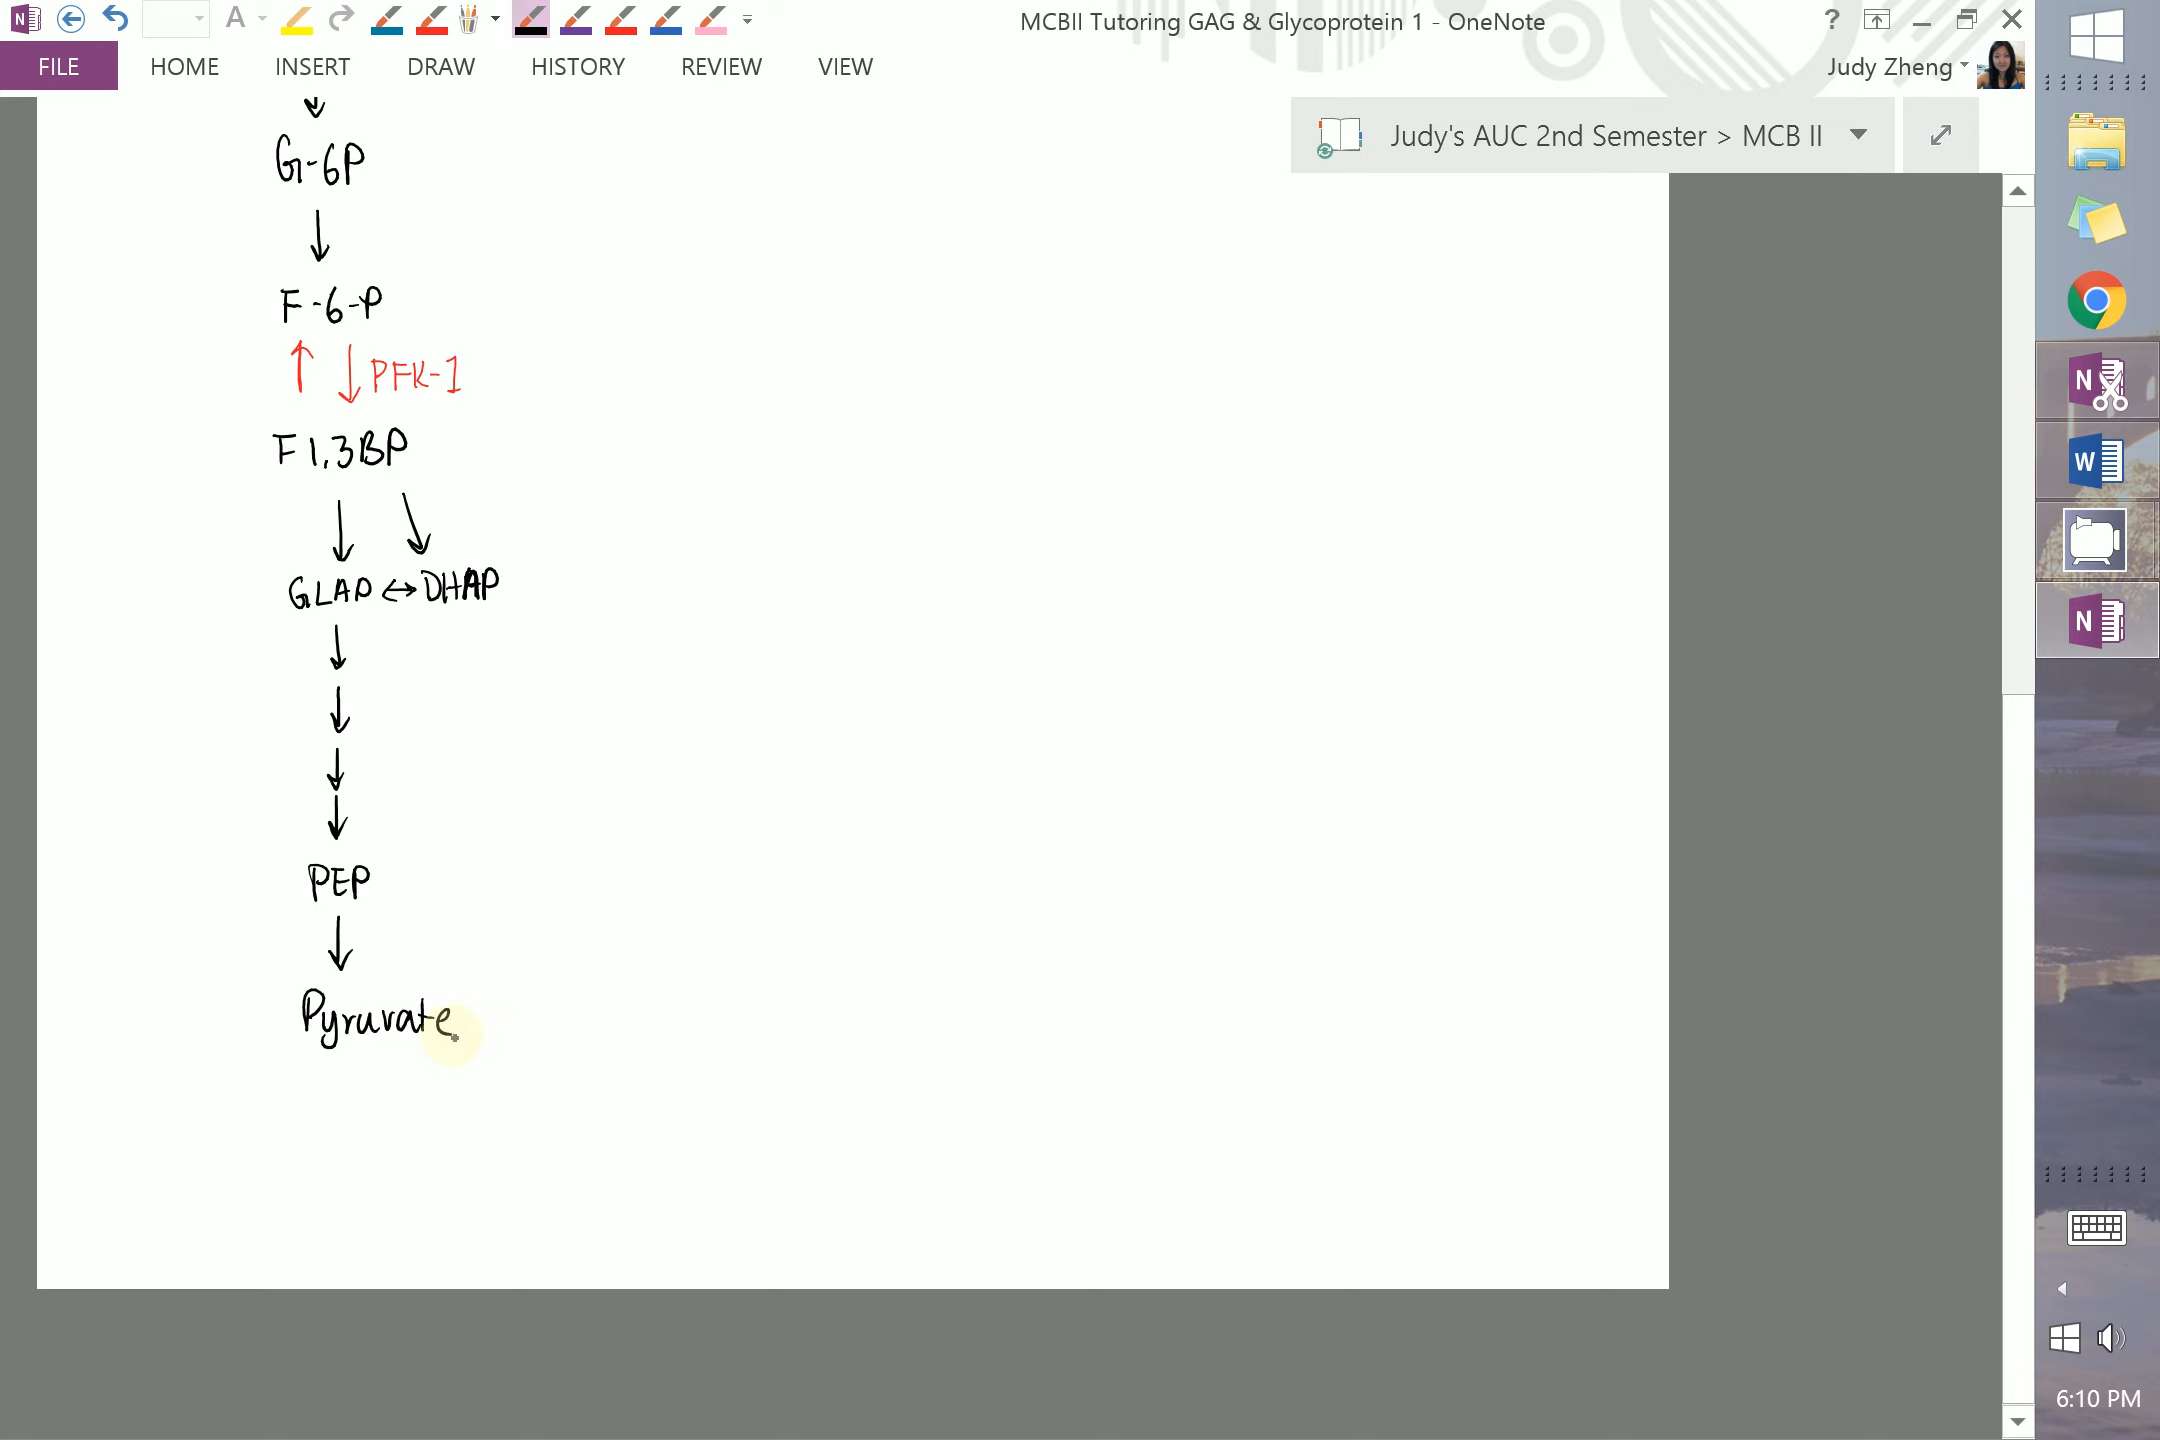 MCBII Tutoring GAG & Glycoprotein 1 - OneNote
?
FILE HOME INSERT DRAW HISTORY REVIEW VIEW
Judy Zheng
Judy's AUC 2nd Semester > MCB II
G-6P
F-6-P
PFK-1
F1,3BP
GLAP ↔ DHAP
PEP
Pyruvate
6:10 PM